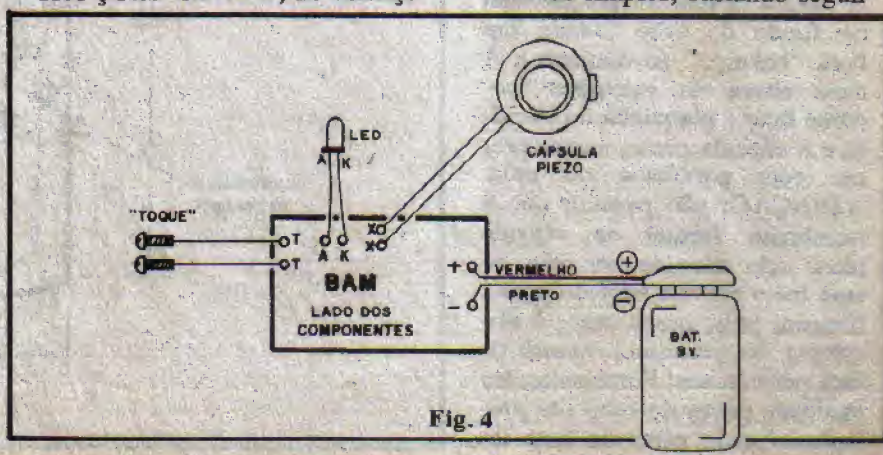 LED
A K
CÁPSULA
PIEZO
"TOQUE"
T
T
A K
X
X
BAM
LADO DOS
COMPONENTES
+ VERMELHO +
- PRETO -
BAT.
9V.
Fig. 4